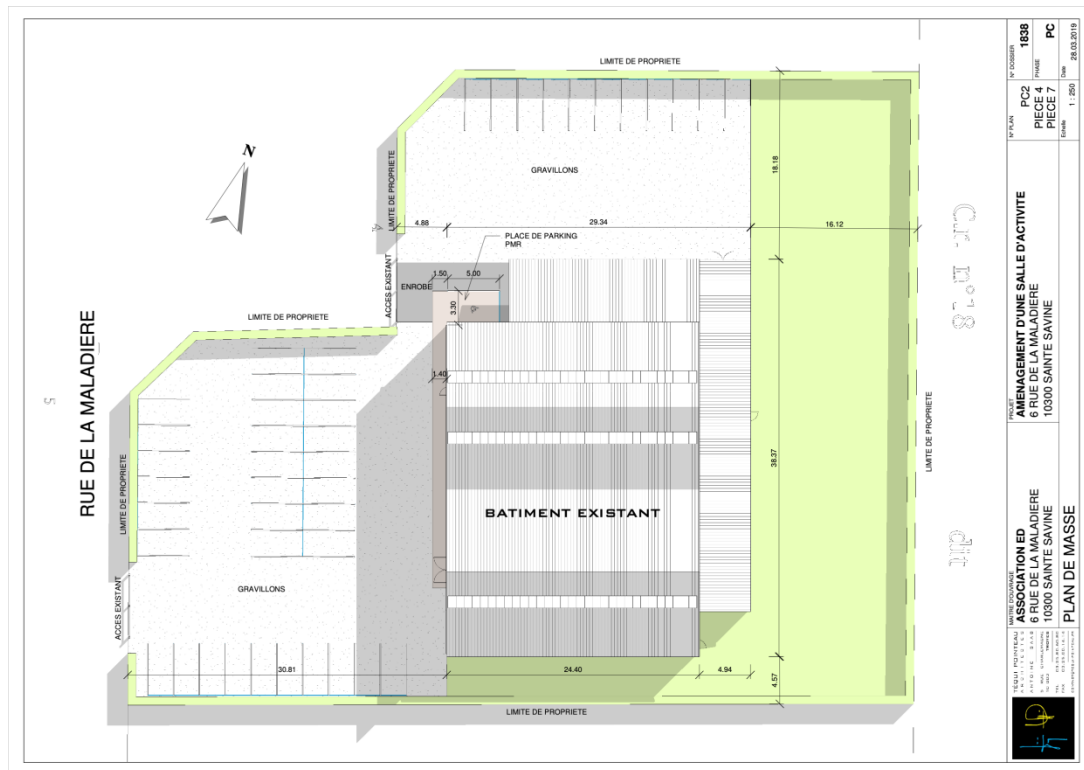 LIMITE DE PROPRIETE
N
GRAVILLONS
18.18
LIMITE DE PROPRIETE
4.88
29.34
16.12
PLACE DE PARKING
PMR
ACCES EXISTANT
ENROBE
1.50
5.00
3.30
LIMITE DE PROPRIETE
RUE DE LA MALADIERE
5
1.40
LIMITE DE PROPRIETE
38.37
LIMITE DE PROPRIETE
BATIMENT EXISTANT
GRAVILLONS
ACCES EXISTANT
30.81
24.40
4.94
4.57
LIMITE DE PROPRIETE
TEQUI POINTEAU
ARCHITECTES
MAITRE D'OUVRAGE
ASSOCIATION ED
6 RUE DE LA MALADIERE
10300 SAINTE SAVINE
PLAN DE MASSE
PROJET
AMENAGEMENT D'UNE SALLE D'ACTIVITE
6 RUE DE LA MALADIERE
10300 SAINTE SAVINE
N° PLAN
PC2
PIECE 4
PIECE 7
Echelle
1 : 250
N° DOSSIER
1838
PHASE
PC
Date
28.03.2019